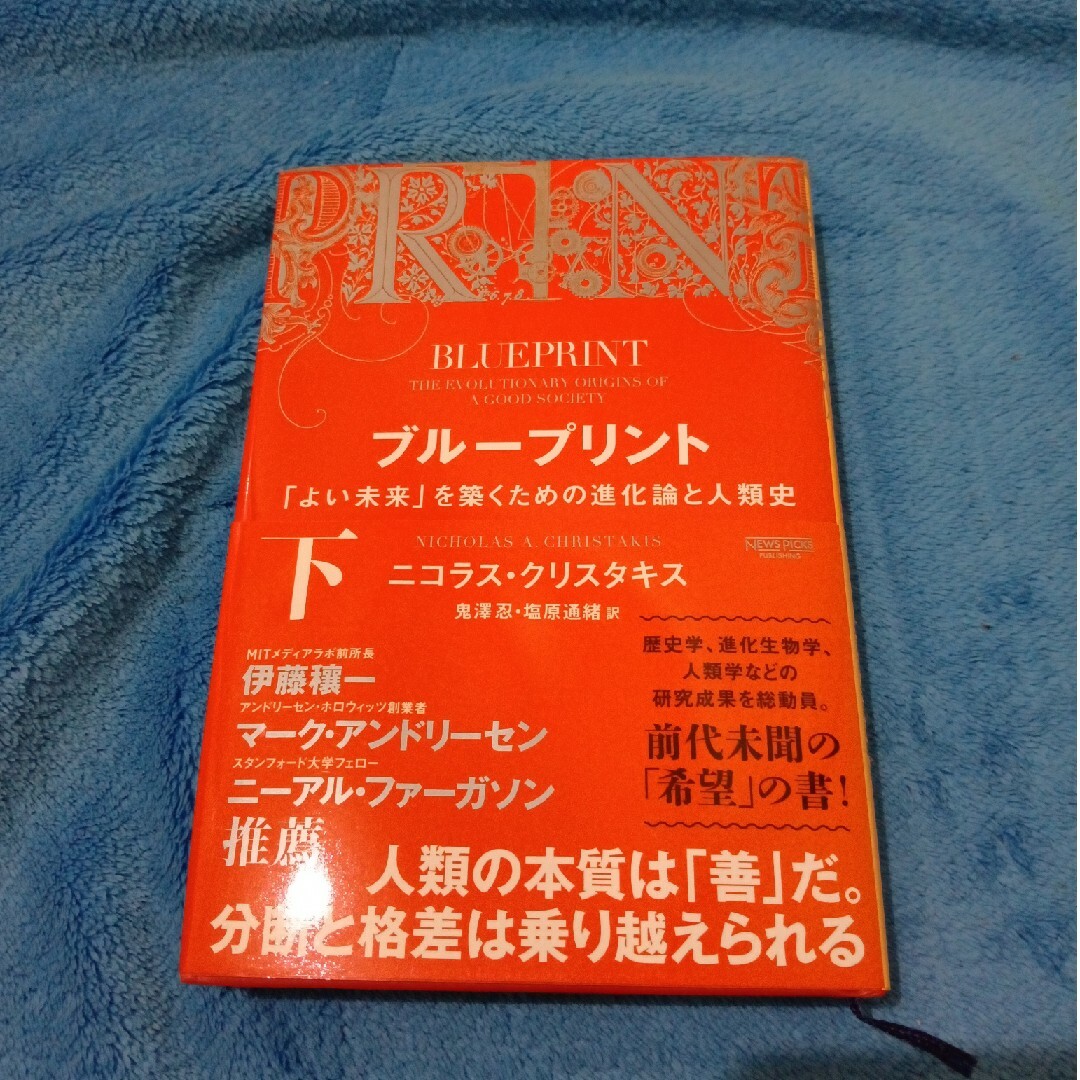 PRINT
BLUEPRINT
THE EVOLUTIONARY ORIGINS OF
A GOOD SOCIETY
ブループリント
「よい未来」を築くための進化論と人類史
下
NICHOLAS A. CHRISTAKIS
ニコラス・クリスタキス
鬼澤忍・塩原通緒 訳
NEWS PICKS
PUBLISHING
MITメディアラボ前所長
伊藤穰一
アンドリーセン・ホロウィッツ創業者
マーク・アンドリーセン
スタンフォード大学フェロー
ニーアル・ファーガソン
推薦
歴史学、進化生物学、
人類学などの
研究成果を総動員。
前代未聞の
「希望」の書!
人類の本質は「善」だ。
分断と格差は乗り越えられる